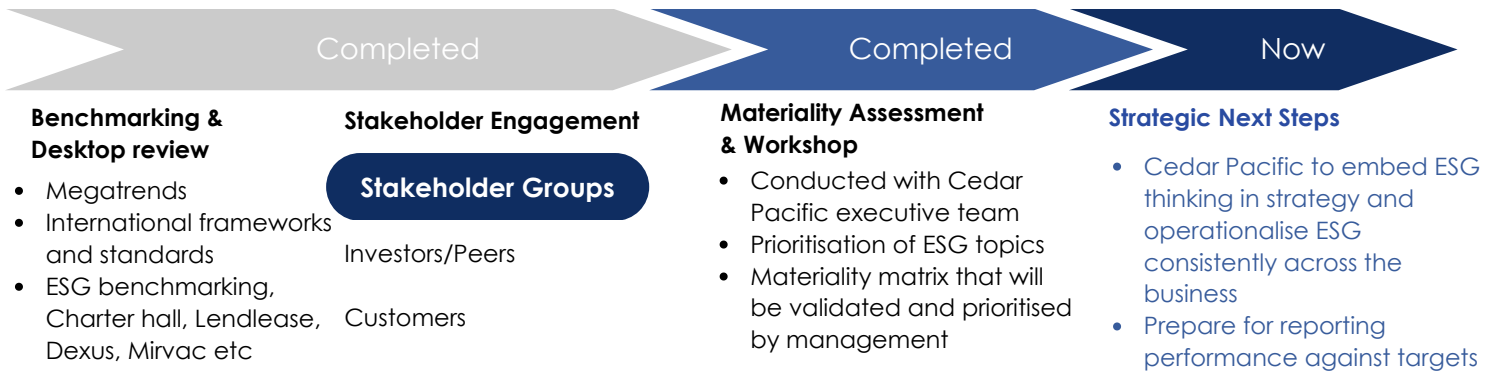 Completed
Completed
Now
Benchmarking &
Desktop review
• Megatrends
• International frameworks
and standards
• ESG benchmarking,
Charter hall, Lendlease,
Dexus, Mirvac etc
Stakeholder Engagement
Stakeholder Groups
Investors/Peers
Customers
Materiality Assessment
& Workshop
• Conducted with Cedar
Pacific executive team
• Prioritisation of ESG topics
• Materiality matrix that will
be validated and prioritised
by management
Strategic Next Steps
• Cedar Pacific to embed ESG
thinking in strategy and
operationalise ESG
consistently across the
business
• Prepare for reporting
performance against targets